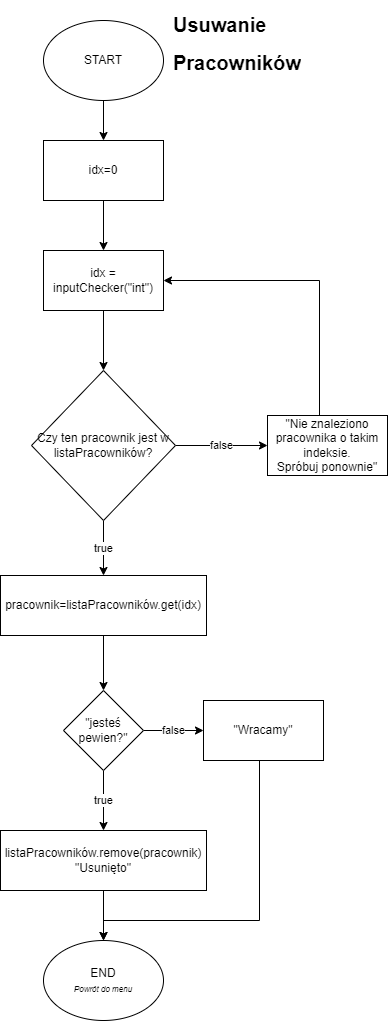 Usuwanie
Pracowników
START
idx=0
idx =
inputChecker("int")
Czy ten pracownik jest w
listaPracowników?
false
"Nie znaleziono
pracownika o takim
indeksie.
Spróbuj ponownie"
true
pracownik=listaPracowników.get(idx)
"jesteś
pewien?"
false
"Wracamy"
true
listaPracowników.remove(pracownik)
"Usunięto"
END
Powrót do menu